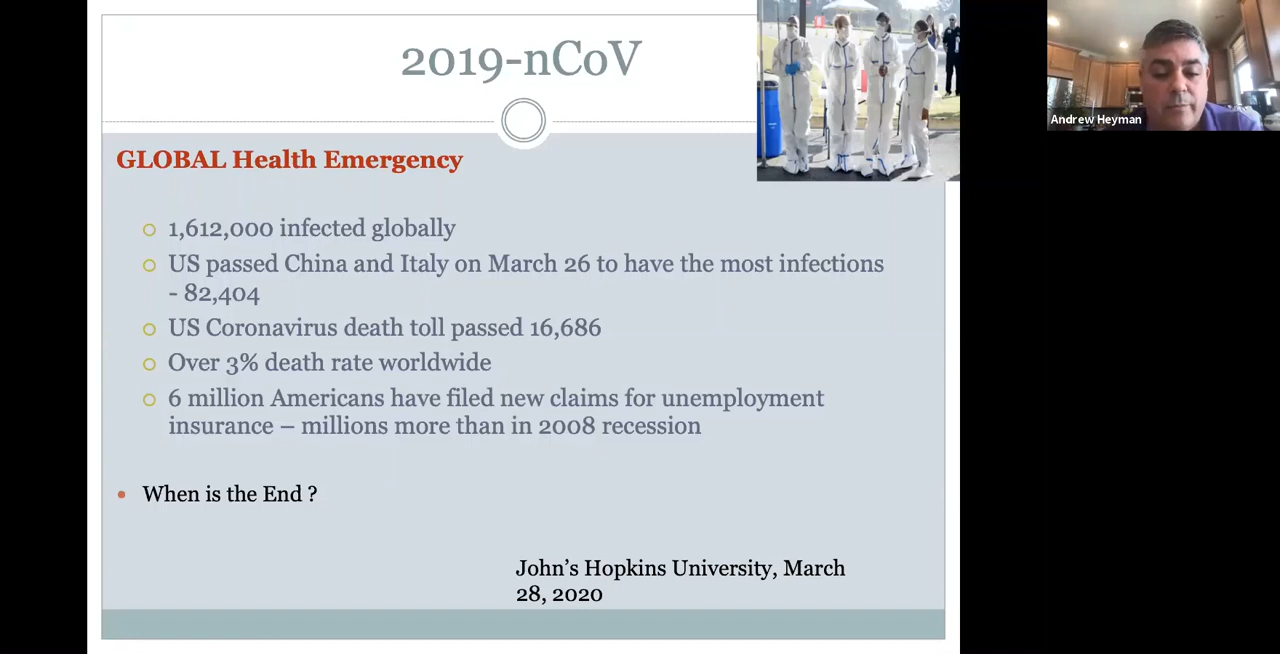 2019-nCoV
Andrew Heyman
GLOBAL Health Emergency
1,612,000 infected globally
US passed China and Italy on March 26 to have the most infections
- 82,404
US Coronavirus death toll passed 16,686
Over 3% death rate worldwide
6 million Americans have filed new claims for unemployment
insurance – millions more than in 2008 recession
When is the End ?
John’s Hopkins University, March
28, 2020